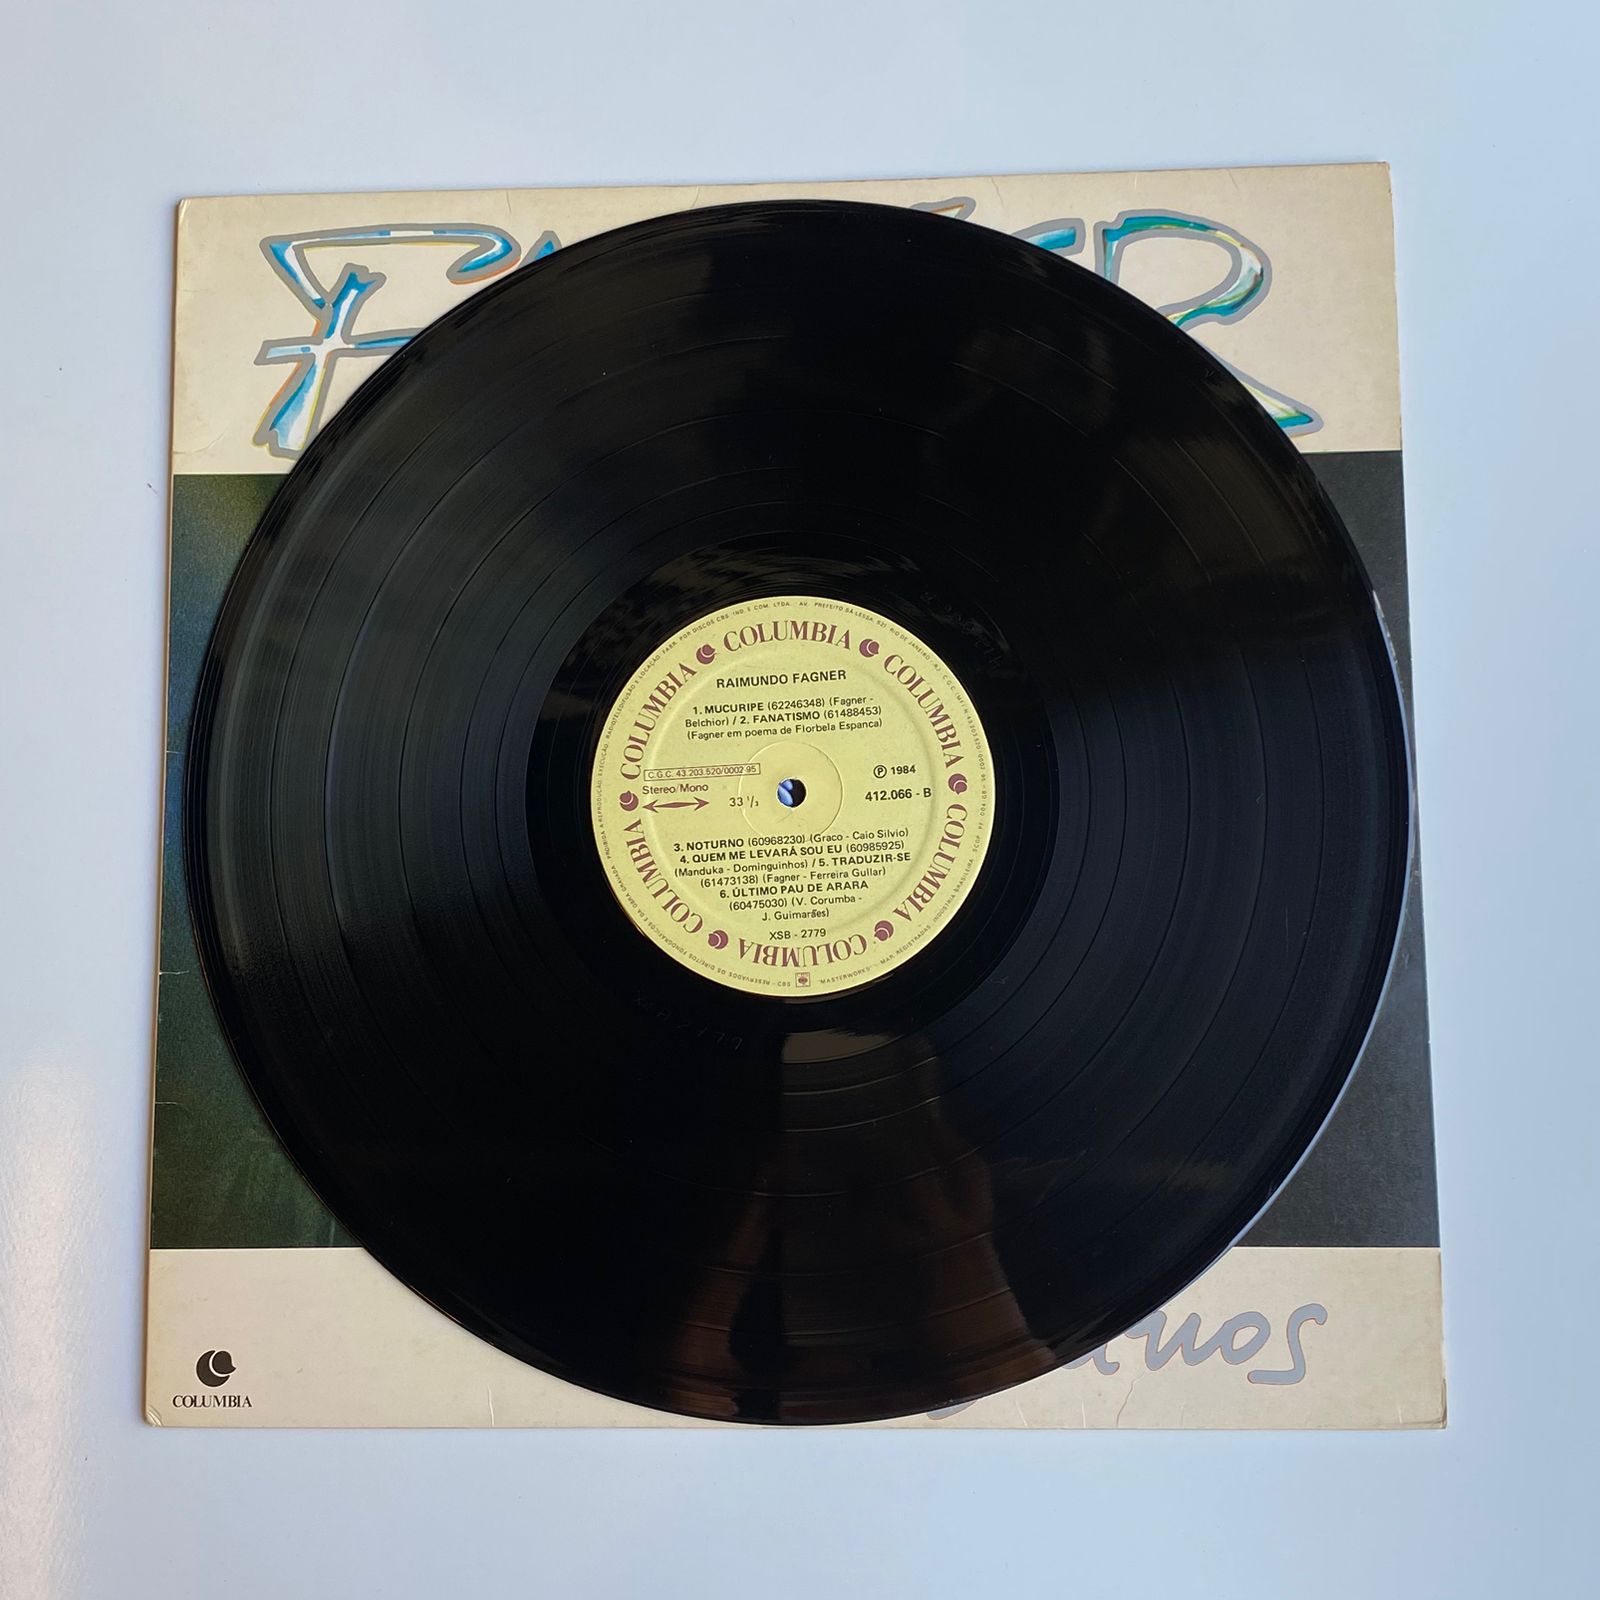 COLUMBIA COLUMBIA COLUMBIA COLUMBIA COLUMBIA COLUMBIA COLUMBIA COLUMBIA
RAIMUNDO FAGNER
1. MUCURIPE (62246348) (Fagner -
Belchior) / 2. FANATISMO (61488453)
(Fagner em poema de Florbela Espanca)
C.G.C. 43.203.520/0002-95
Stereo/Mono
33 1/3
Ⓟ 1984
412.066 - B
3. NOTURNO (60968230) (Graco - Caio Silvio)
4. QUEM ME LEVARÁ SOU EU (60985925)
(Manduka - Dominguinhos) / 5. TRADUZIR-SE
(61473138) (Fagner - Ferreira Gullar)
6. ÚLTIMO PAU DE ARARA
(60475030) (V. Corumba -
J. Guimarães)
XSB - 2779
COLUMBIA